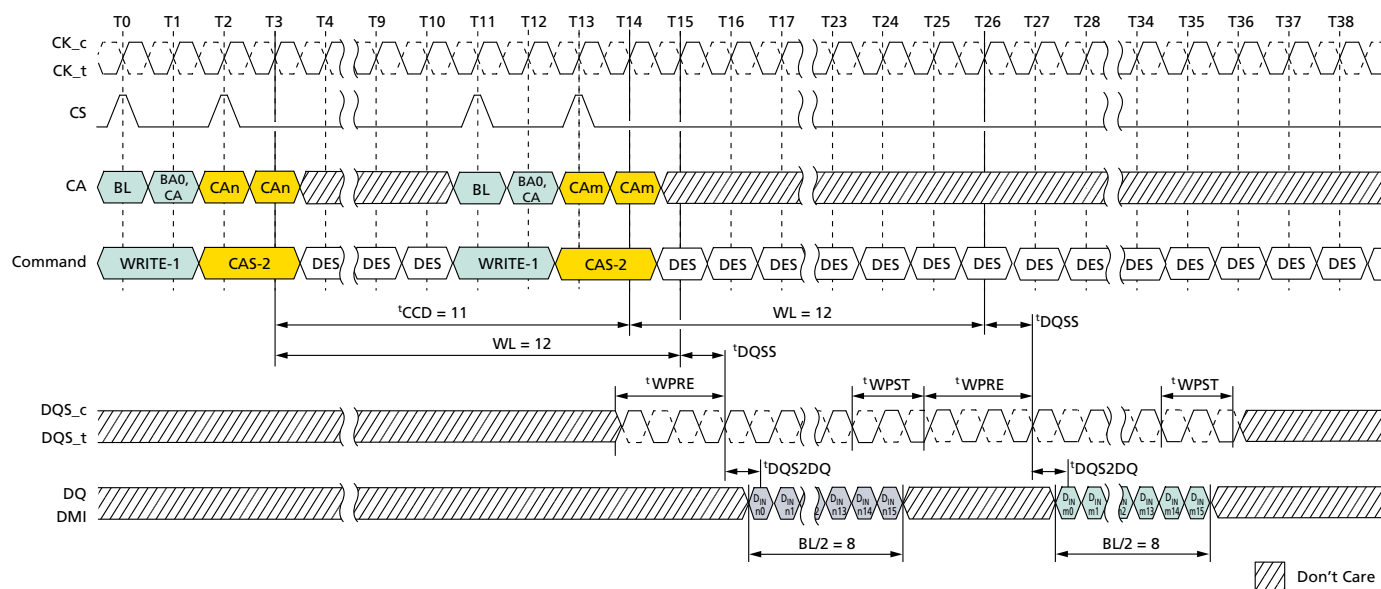 T0 T1 T2 T3 T4 T9 T10 T11 T12 T13 T14 T15 T16 T17 T23 T24 T25 T26 T27 T28 T34 T35 T36 T37 T38
CK_c
CK_t
CS
CA BL BA0, CA CAn CAn BL BA0, CA CAm CAm
Command WRITE-1 CAS-2 DES DES DES WRITE-1 CAS-2 DES DES DES DES DES DES DES DES DES DES DES DES DES DES
tCCD = 11 WL = 12 tDQSS
WL = 12 tDQSS
tWPRE tWPST tWPRE tWPST
DQS_c
DQS_t
tDQS2DQ tDQS2DQ
DQ
DMI
DIN n0 DIN n1 DIN n13 DIN n14 DIN n15 DIN m0 DIN m1 DIN m13 DIN m14 DIN m15
BL/2 = 8 BL/2 = 8
Don't Care